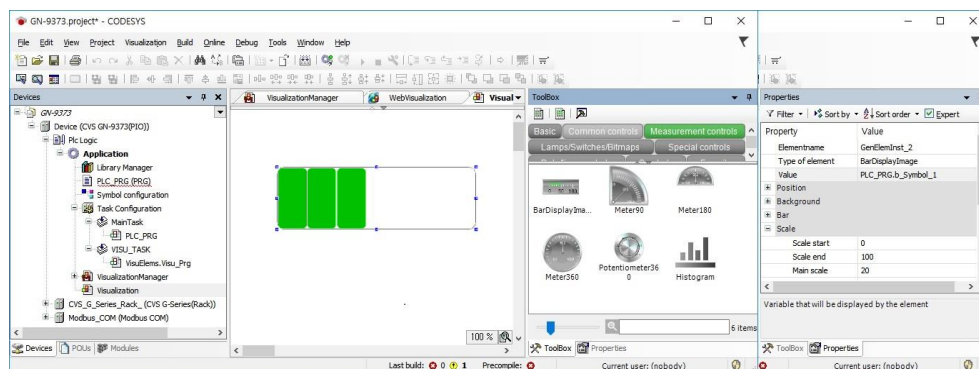 GN-9373.project* - CODESYS
File Edit View Project Visualization Build Online Debug Tools Window Help
Devices
GN-9373
Device (CVS GN-9373(PIO))
Plc Logic
Application
Library Manager
PLC_PRG (PRG)
Symbol configuration
Task Configuration
MainTask
PLC_PRG
VISU_TASK
VisuElems.Visu_Prg
VisualizationManager
Visualization
CVS_G_Series_Rack_ (CVS G-Series(Rack))
Modbus_COM (Modbus COM)
Devices POUs Modules
VisualizationManager WebVisualization Visual
100 %
ToolBox
Basic Common controls Measurement controls
Lamps/Switches/Bitmaps Special controls
BarDisplayIma... Meter90 Meter180
Meter360 Potentiometer36
0 Histogram
6 items
ToolBox Properties
Last build: 0 1 Precompile: Current user: (nobody)
Properties
Filter Sort by Sort order Expert
Property Value
Elementname GenElemInst_2
Type of element BarDisplayImage
Value PLC_PRG.b_Symbol_1
Position
Background
Bar
Scale
Scale start 0
Scale end 100
Main scale 20
Variable that will be displayed by the element
ToolBox Properties
Current user: (nobody)